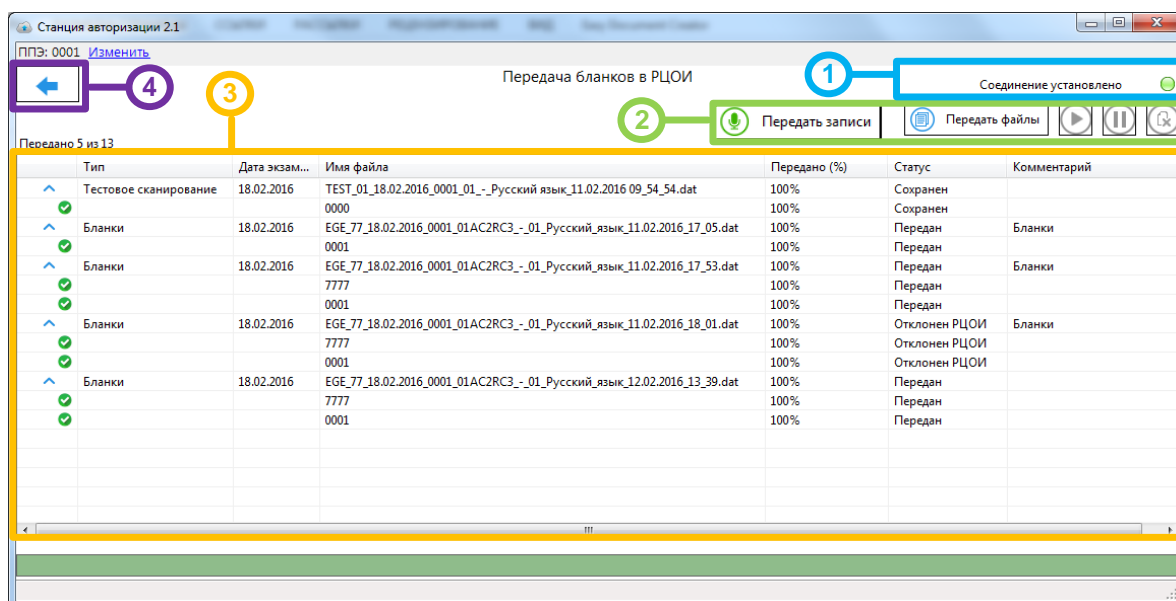 Станция авторизации 2.1
ППЭ: 0001 Изменить
Передача бланков в РЦОИ
1
Соединение установлено
4
3
2
Передать записи
Передать файлы
Передано 5 из 13
Тип Дата экзам... Имя файла Передано (%) Статус Комментарий
Тестовое сканирование 18.02.2016 TEST_01_18.02.2016_0001_01_-_Русский язык_11.02.2016 09_54_54.dat 100% Сохранен
0000 100% Сохранен
Бланки 18.02.2016 EGE_77_18.02.2016_0001_01AC2RC3_-_01_Русский_язык_11.02.2016_17_05.dat 100% Передан Бланки
0001 100% Передан
Бланки 18.02.2016 EGE_77_18.02.2016_0001_01AC2RC3_-_01_Русский_язык_11.02.2016_17_53.dat 100% Передан Бланки
7777 100% Передан
0001 100% Передан
Бланки 18.02.2016 EGE_77_18.02.2016_0001_01AC2RC3_-_01_Русский_язык_11.02.2016_18_01.dat 100% Отклонен РЦОИ Бланки
7777 100% Отклонен РЦОИ
0001 100% Отклонен РЦОИ
Бланки 18.02.2016 EGE_77_18.02.2016_0001_01AC2RC3_-_01_Русский_язык_12.02.2016_13_39.dat 100% Передан
7777 100% Передан
0001 100% Передан